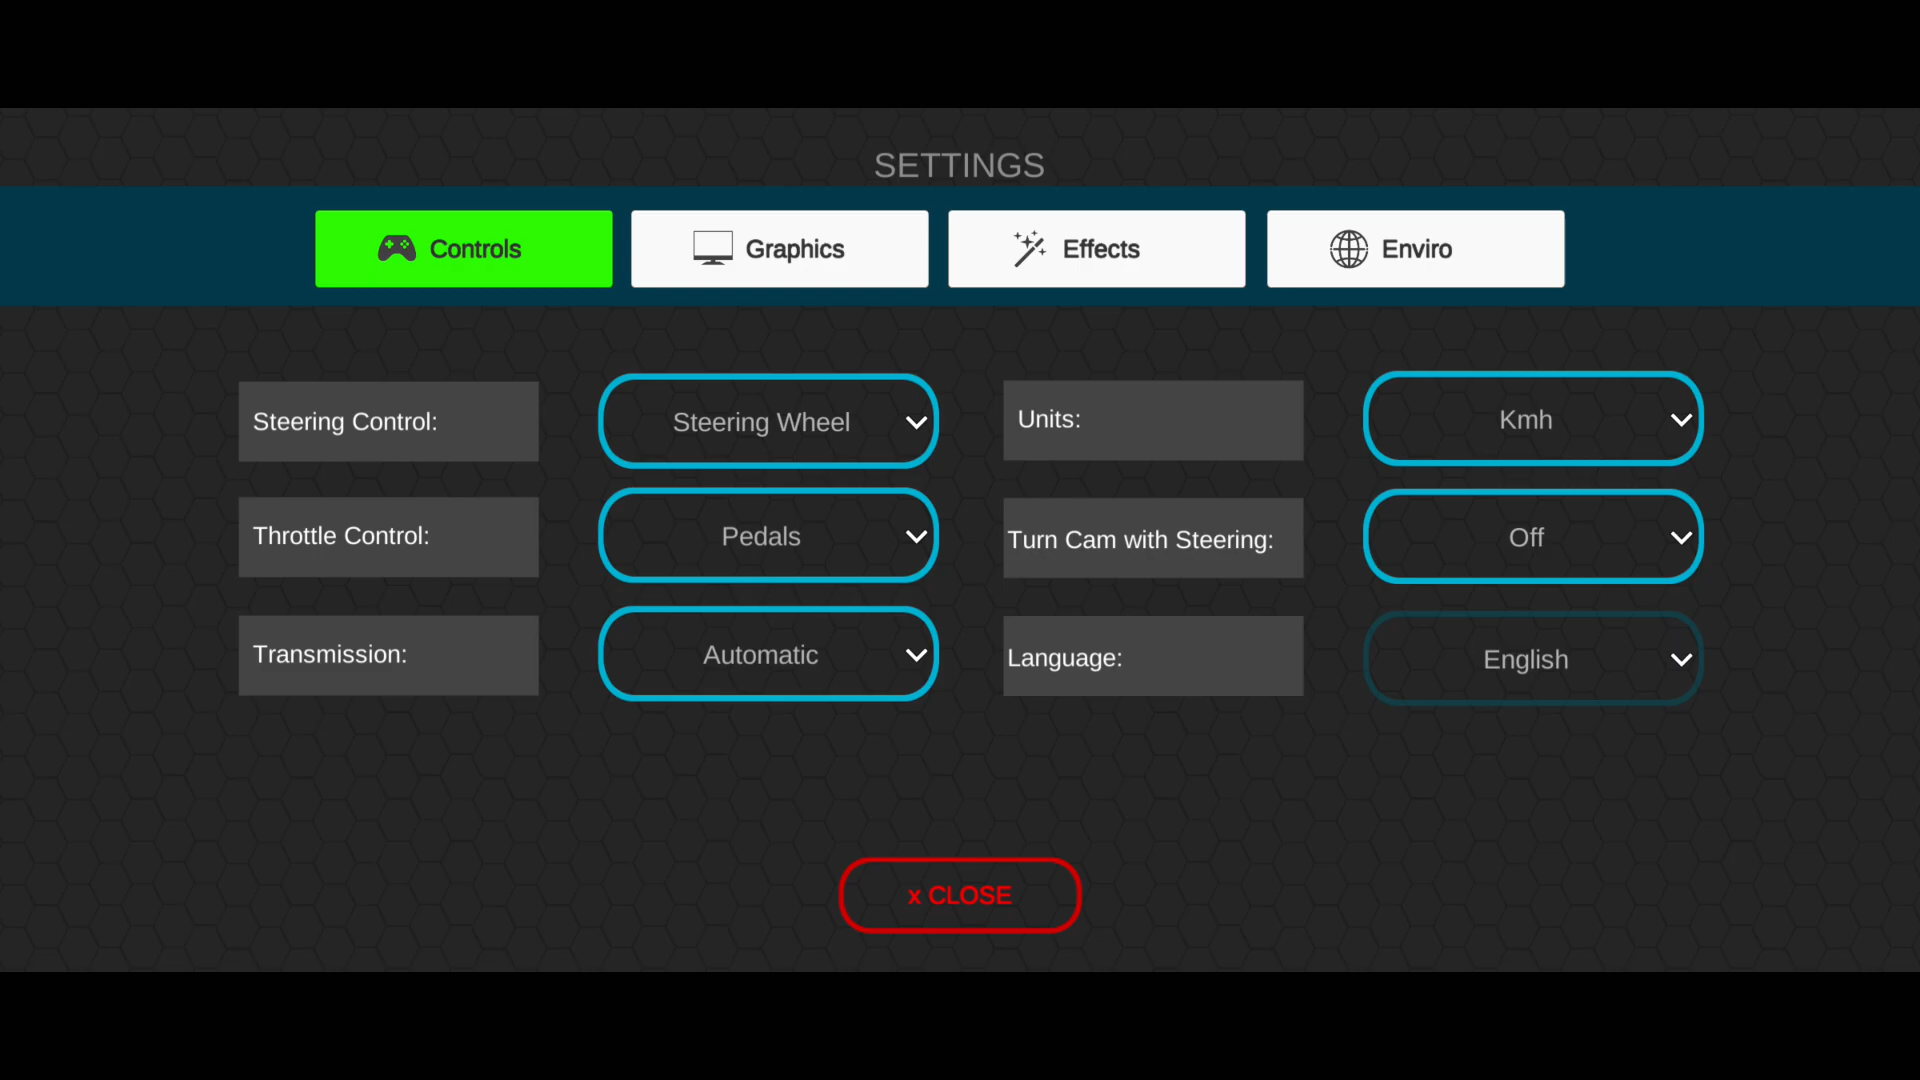 SETTINGS
Controls
Graphics
Effects
Enviro
Steering Control:
Steering Wheel
Units:
Kmh
Throttle Control:
Pedals
Turn Cam with Steering:
Off
Transmission:
Automatic
Language:
English
x CLOSE